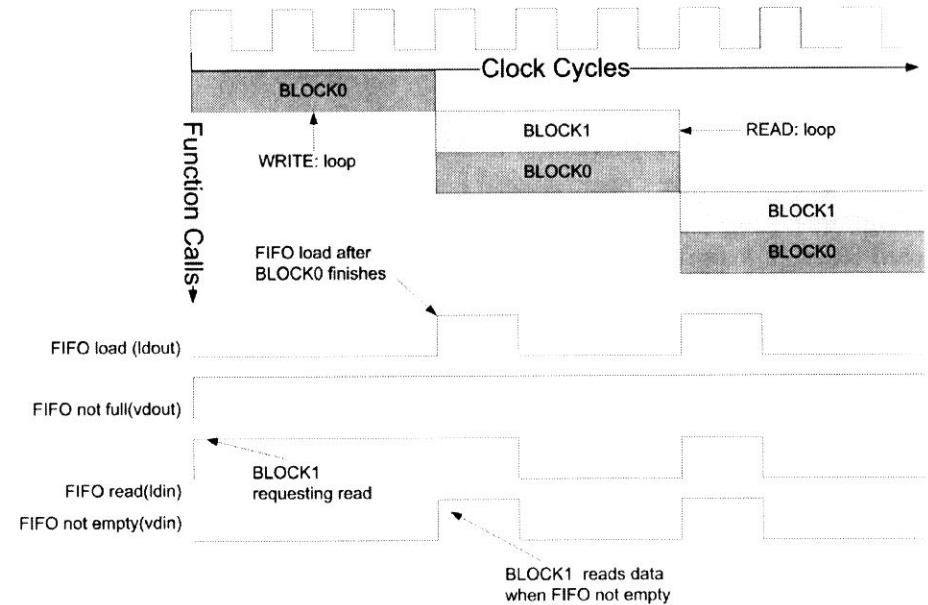 Clock Cycles
BLOCK0
Function Calls
BLOCK1
READ: loop
WRITE: loop
BLOCK0
BLOCK1
FIFO load after
BLOCK0 finishes
BLOCK0
FIFO load (ldout)
FIFO not full(vdout)
BLOCK1
requesting read
FIFO read(ldin)
FIFO not empty(vdin)
BLOCK1 reads data
when FIFO not empty